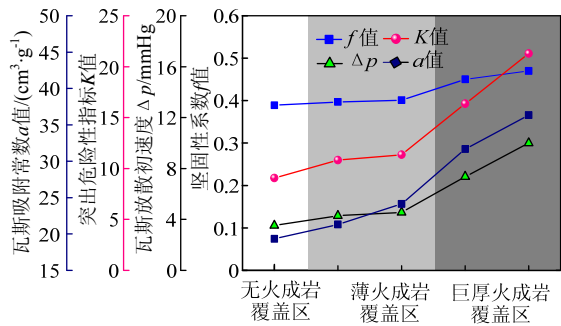 瓦斯吸附常数a值/(cm³·g⁻¹)
50
45
40
35
30
25
20
15
突出危险性指标K值
25
20
15
10
5
0
瓦斯放散初速度Δp/mmHg
20
16
12
8
4
0
坚固性系数f值
0.6
0.5
0.4
0.3
0.2
0.1
0
f值 K值
Δp a值
无火成岩
覆盖区
薄火成岩
覆盖区
巨厚火成岩
覆盖区